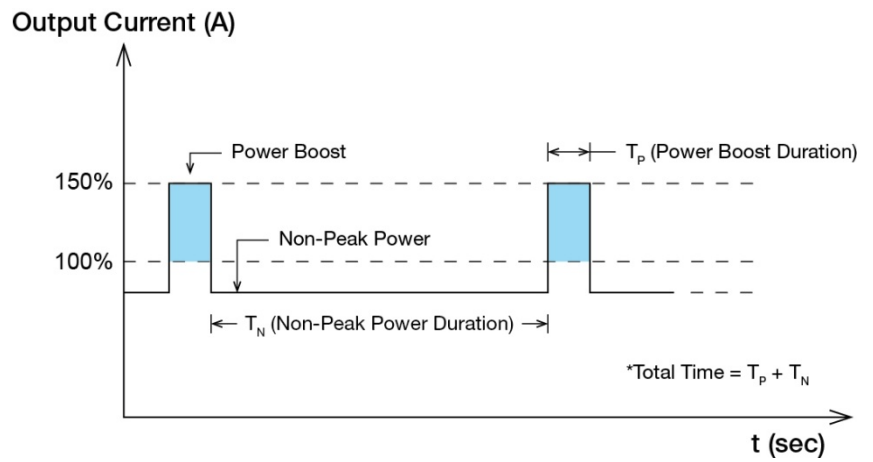 Output Current (A)
Power Boost
T_P (Power Boost Duration)
150%
Non-Peak Power
100%
T_N (Non-Peak Power Duration)
*Total Time = T_P + T_N
t (sec)